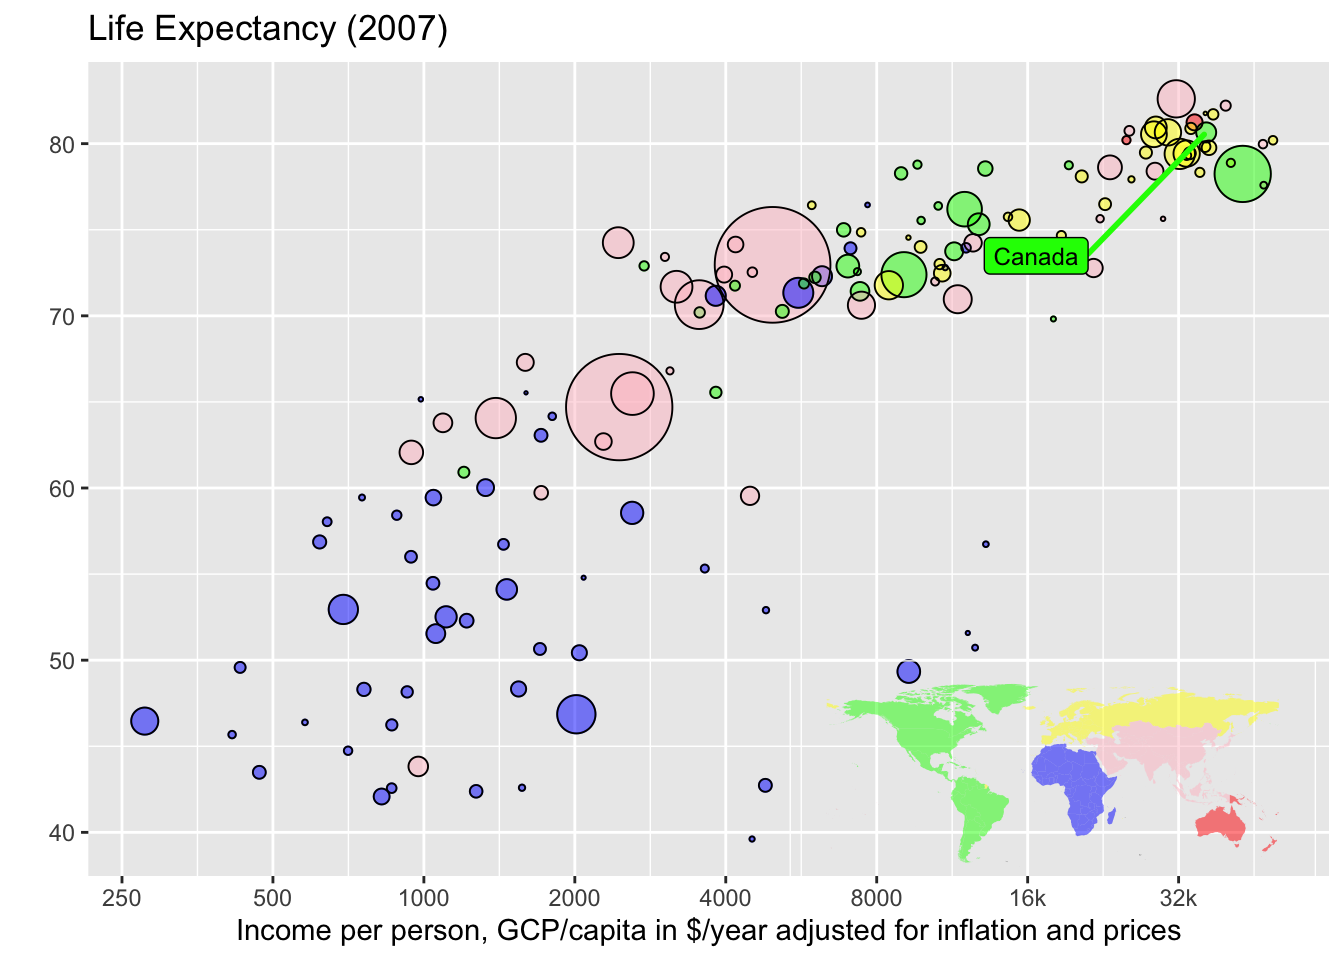 Life Expectancy (2007)
80
70
60
50
40
Canada
250 500 1000 2000 4000 8000 16k 32k
Income per person, GCP/capita in $/year adjusted for inflation and prices